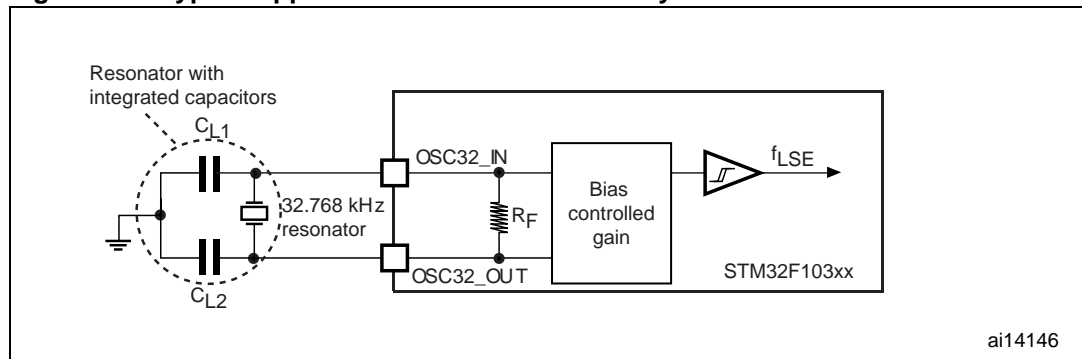 Resonator with
integrated capacitors
CL1
OSC32_IN
fLSE
32.768 kHz
resonator
RF
Bias
controlled
gain
OSC32_OUT
STM32F103xx
CL2
ai14146